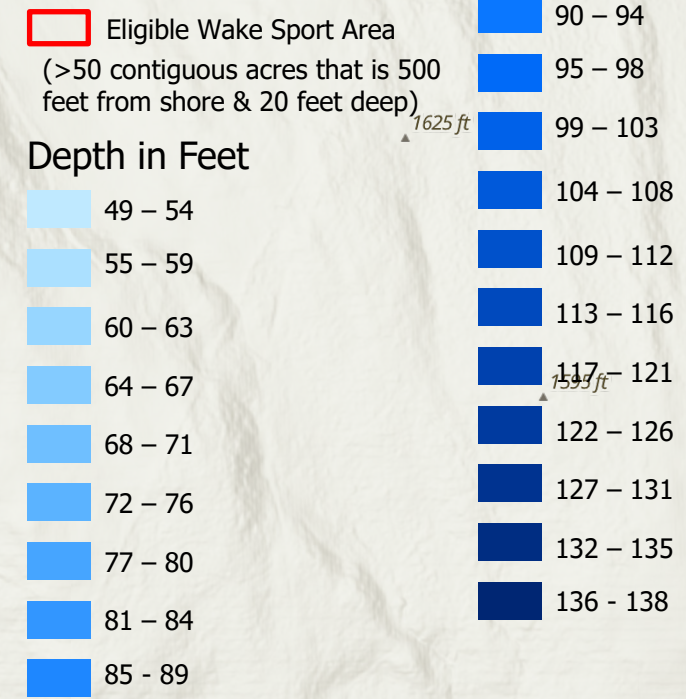 Eligible Wake Sport Area
(>50 contiguous acres that is 500
feet from shore & 20 feet deep)
1625 ft
Depth in Feet
49 – 54
55 – 59
60 – 63
64 – 67
68 – 71
72 – 76
77 – 80
81 – 84
85 - 89
90 – 94
95 – 98
99 – 103
104 – 108
109 – 112
113 – 116
117 – 121
1595 ft
122 – 126
127 – 131
132 – 135
136 - 138